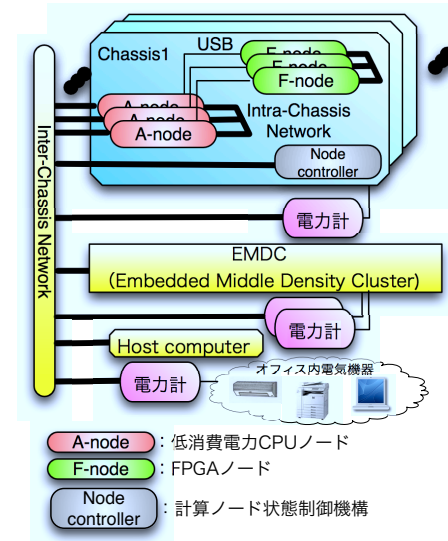 Chassis1
USB
F-node
F-node
F-node
A-node
A-node
A-node
Intra-Chassis
Network
Node
controller
Inter-Chassis Network
電力計
EMDC
(Embedded Middle Density Cluster)
電力計
Host computer
電力計
オフィス内電気機器
A-node：低消費電力CPUノード
F-node：FPGAノード
Node
controller：計算ノード状態制御機構